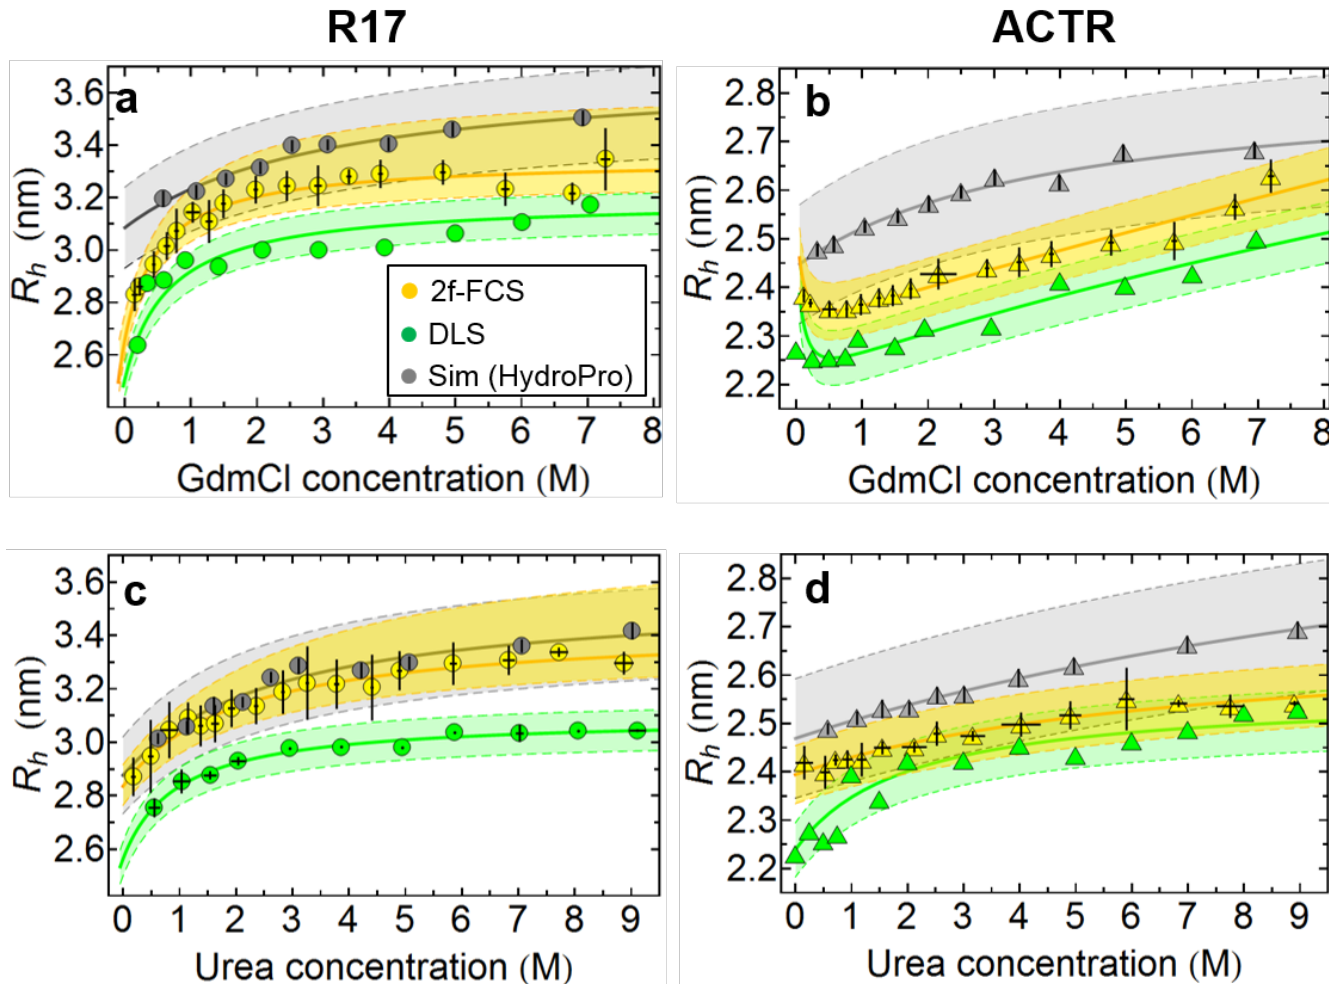 R17
ACTR
a
3.6
3.4
3.2
3.0
2.8
2.6
Rh (nm)
2f-FCS
DLS
Sim (HydroPro)
0 1 2 3 4 5 6 7 8
GdmCl concentration (M)
b
2.8
2.7
2.6
2.5
2.4
2.3
2.2
Rh (nm)
0 1 2 3 4 5 6 7 8
GdmCl concentration (M)
c
3.6
3.4
3.2
3.0
2.8
2.6
Rh (nm)
0 1 2 3 4 5 6 7 8 9
Urea concentration (M)
d
2.8
2.7
2.6
2.5
2.4
2.3
2.2
Rh (nm)
0 1 2 3 4 5 6 7 8 9
Urea concentration (M)